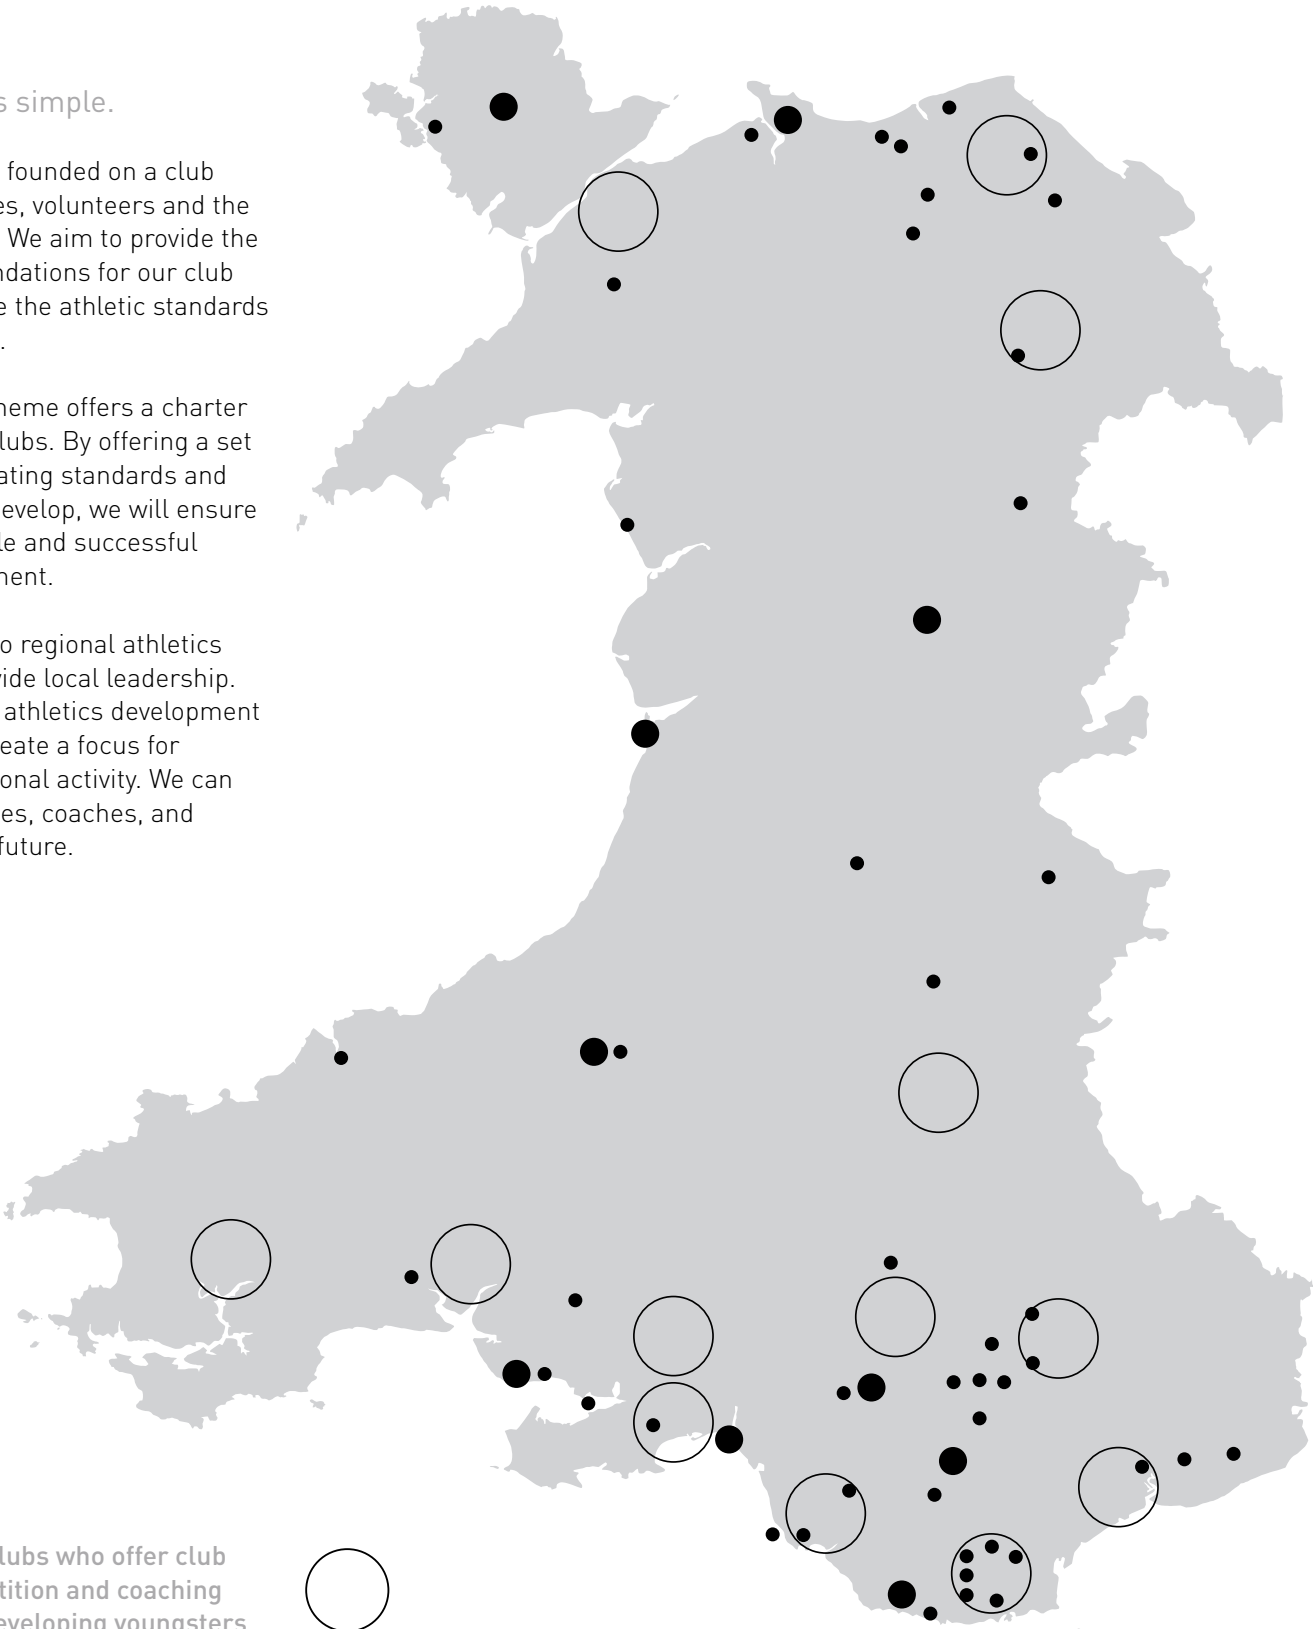 s simple.
founded on a club
es, volunteers and the
We aim to provide the
ndations for our club
e the athletic standards
.
heme offers a charter
lubs. By offering a set
ating standards and
evelop, we will ensure
le and successful
nent.
o regional athletics
vide local leadership.
athletics development
eate a focus for
onal activity. We can
es, coaches, and
future.
lubs who offer club
tition and coaching
eveloping youngsters